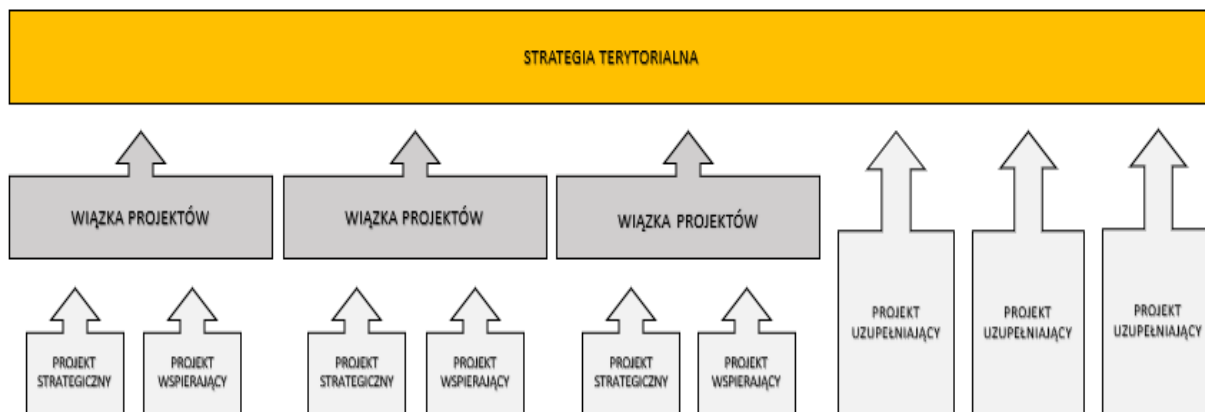 STRATEGIA TERYTORIALNA
WIĄZKA PROJEKTÓW
WIĄZKA PROJEKTÓW
WIĄZKA PROJEKTÓW
PROJEKT
UZUPEŁNIAJĄCY
PROJEKT
UZUPEŁNIAJĄCY
PROJEKT
UZUPEŁNIAJĄCY
PROJEKT
STRATEGICZNY
PROJEKT
WSPIERAJĄCY
PROJEKT
STRATEGICZNY
PROJEKT
WSPIERAJĄCY
PROJEKT
STRATEGICZNY
PROJEKT
WSPIERAJĄCY